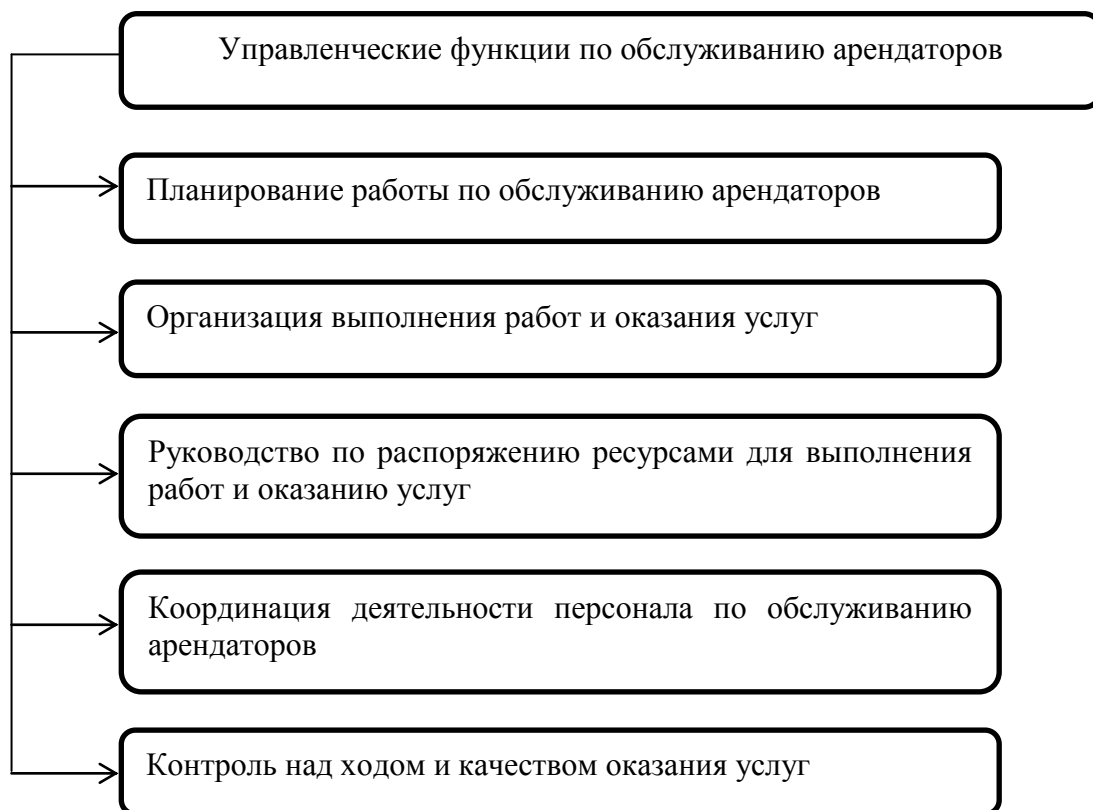 Управленческие функции по обслуживанию арендаторов
Планирование работы по обслуживанию арендаторов
Организация выполнения работ и оказания услуг
Руководство по распоряжению ресурсами для выполнения
работ и оказанию услуг
Координация деятельности персонала по обслуживанию
арендаторов
Контроль над ходом и качеством оказания услуг